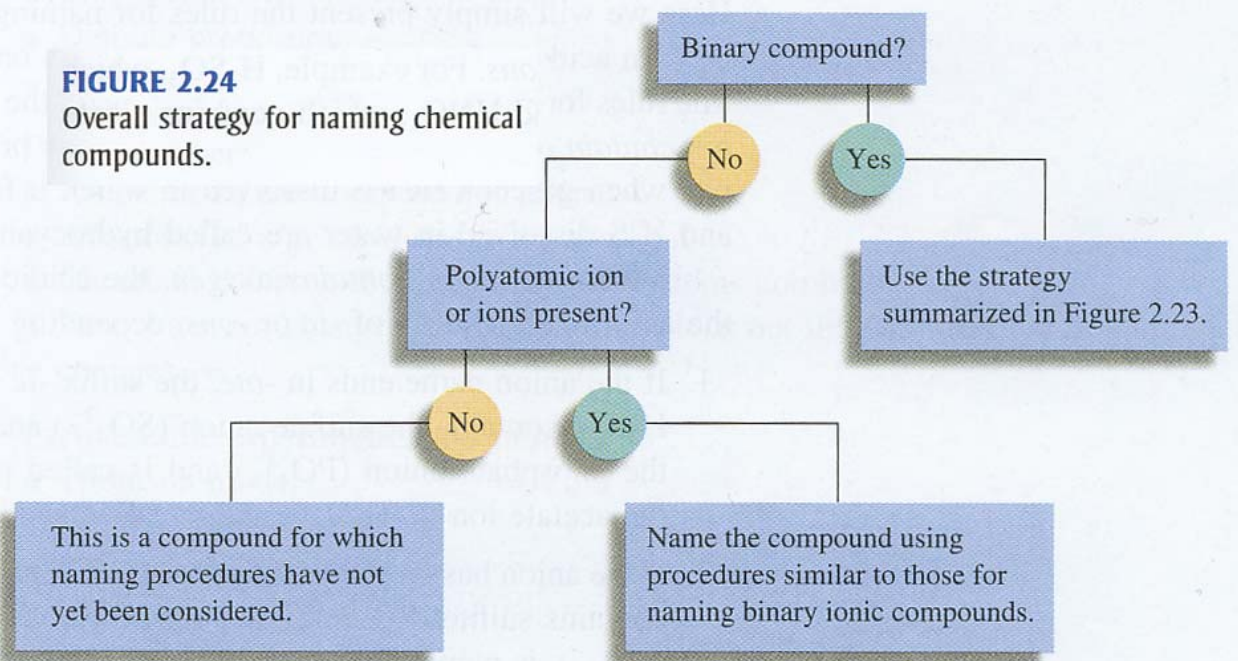 FIGURE 2.24
Overall strategy for naming chemical
compounds.
Binary compound?
No
Yes
Polyatomic ion
or ions present?
Use the strategy
summarized in Figure 2.23.
No
Yes
This is a compound for which
naming procedures have not
yet been considered.
Name the compound using
procedures similar to those for
naming binary ionic compounds.